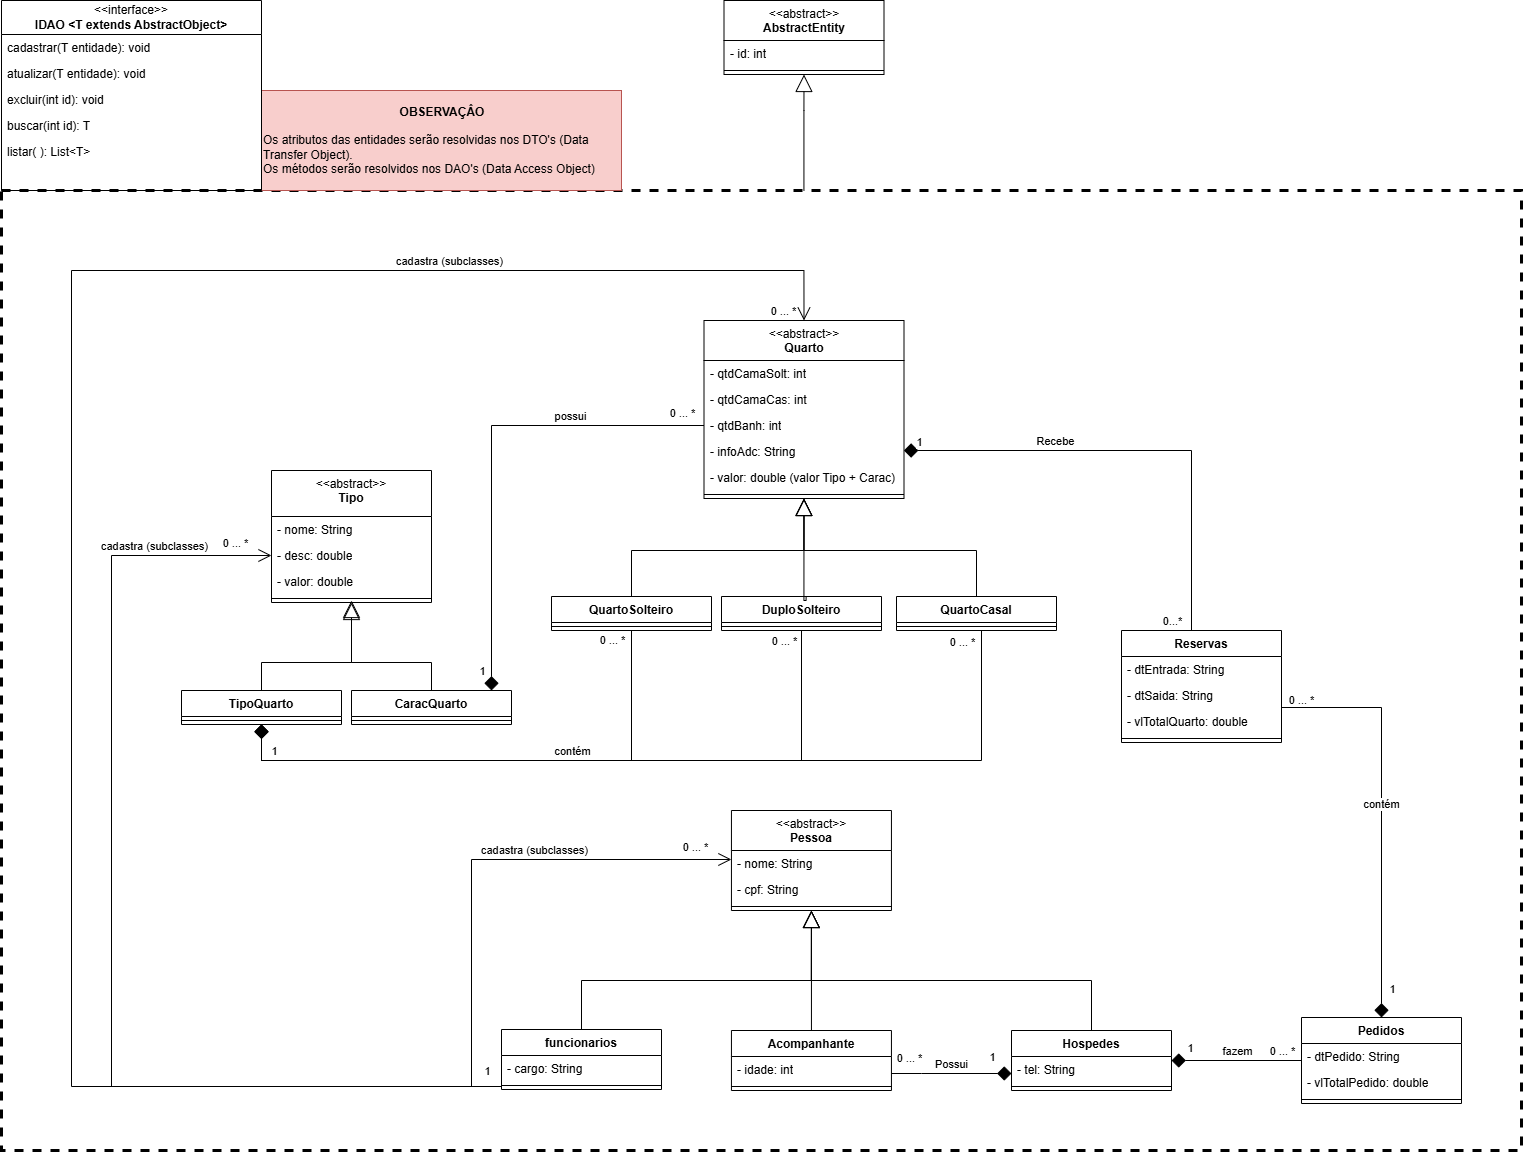 <<interface>>
IDAO <T extends AbstractObject>
cadastrar(T entidade): void
atualizar(T entidade): void
excluir(int id): void
buscar(int id): T
listar( ): List<T>
OBSERVAÇÂO
Os atributos das entidades serão resolvidas nos DTO's (Data
Transfer Object).
Os métodos serão resolvidos nos DAO's (Data Access Object)
<<abstract>>
AbstractEntity
- id: int
cadastra (subclasses)
0 ... *
<<abstract>>
Quarto
- qtdCamaSolt: int
- qtdCamaCas: int
- qtdBanh: int
- infoAdc: String
- valor: double (valor Tipo + Carac)
possui
0 ... *
1
Recebe
<<abstract>>
Tipo
- nome: String
- desc: double
- valor: double
cadastra (subclasses)
0 ... *
QuartoSolteiro
DuploSolteiro
QuartoCasal
0 ... *
0 ... *
0 ... *
0...*
Reservas
- dtEntrada: String
- dtSaida: String
- vlTotalQuarto: double
0 ... *
1
TipoQuarto
CaracQuarto
1
contém
contém
<<abstract>>
Pessoa
- nome: String
- cpf: String
cadastra (subclasses)
0 ... *
1
funcionarios
- cargo: String
1
Acompanhante
- idade: int
0 ... *
Possui
1
Hospedes
- tel: String
1
fazem
0 ... *
Pedidos
- dtPedido: String
- vlTotalPedido: double